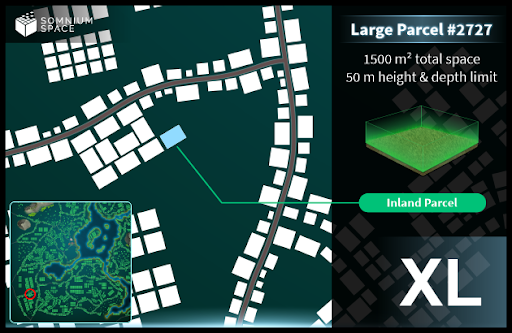 SOMNIUM
SPACE
Large Parcel #2727
1500 m² total space
50 m height & depth limit
Inland Parcel
XL